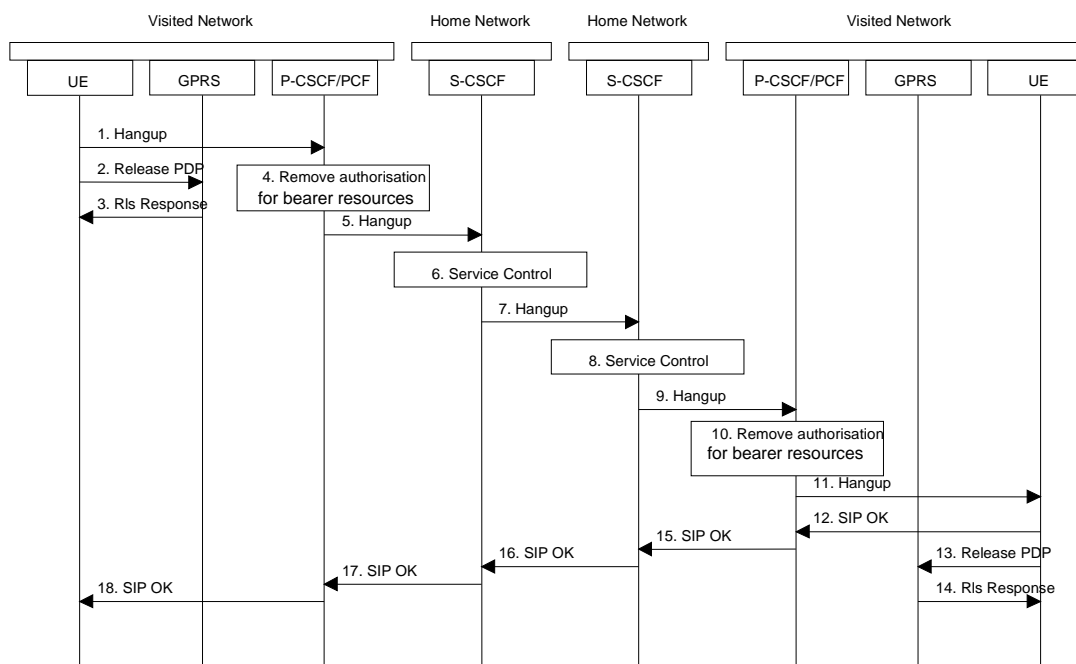 Visited Network
Home Network
Home Network
Visited Network
UE
GPRS
P-CSCF/PCF
S-CSCF
S-CSCF
P-CSCF/PCF
GPRS
UE
1. Hangup
2. Release PDP
3. Rls Response
4. Remove authorisation
for bearer resources
5. Hangup
6. Service Control
7. Hangup
8. Service Control
9. Hangup
10. Remove authorisation
for bearer resources
11. Hangup
12. SIP OK
15. SIP OK
16. SIP OK
13. Release PDP
17. SIP OK
18. SIP OK
14. Rls Response